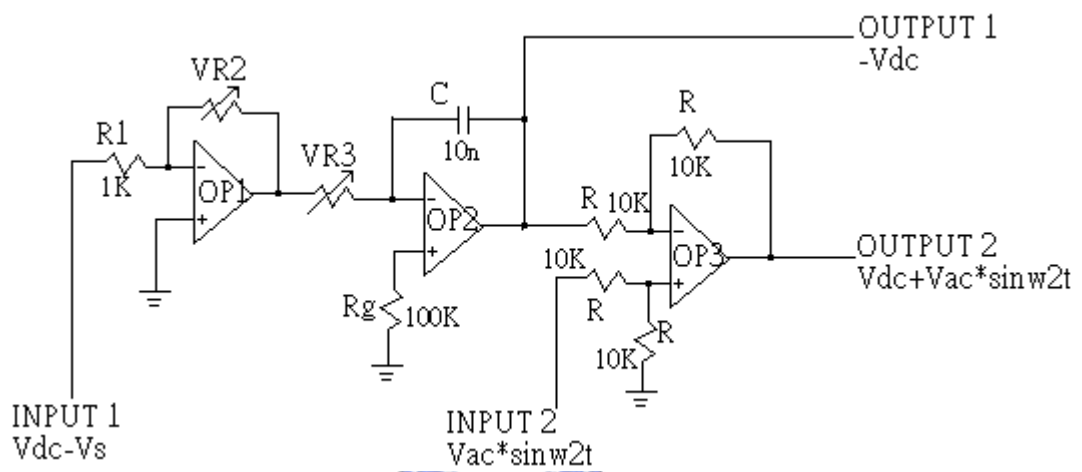 OUTPUT 1
-Vdc
VR2
C
R
R1
10n
10K
1K
OP1
VR3
OP2
R
10K
OP3
OUTPUT 2
Vdc+Vac*sinw2t
10K
Rg
100K
R
R
10K
INPUT 1
Vdc-Vs
INPUT 2
Vac*sinw2t